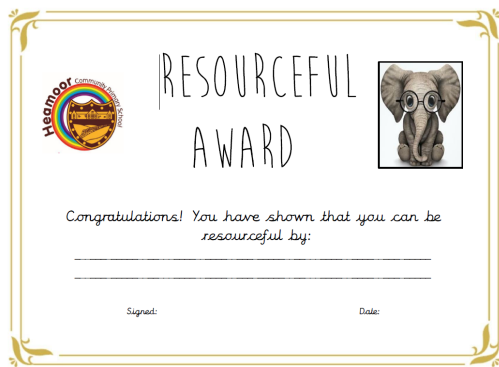 Heamoor
Community Primary School
RESOURCEFUL
AWARD
Congratulations! You have shown that you can be
resourceful by:
Signed:
Date: